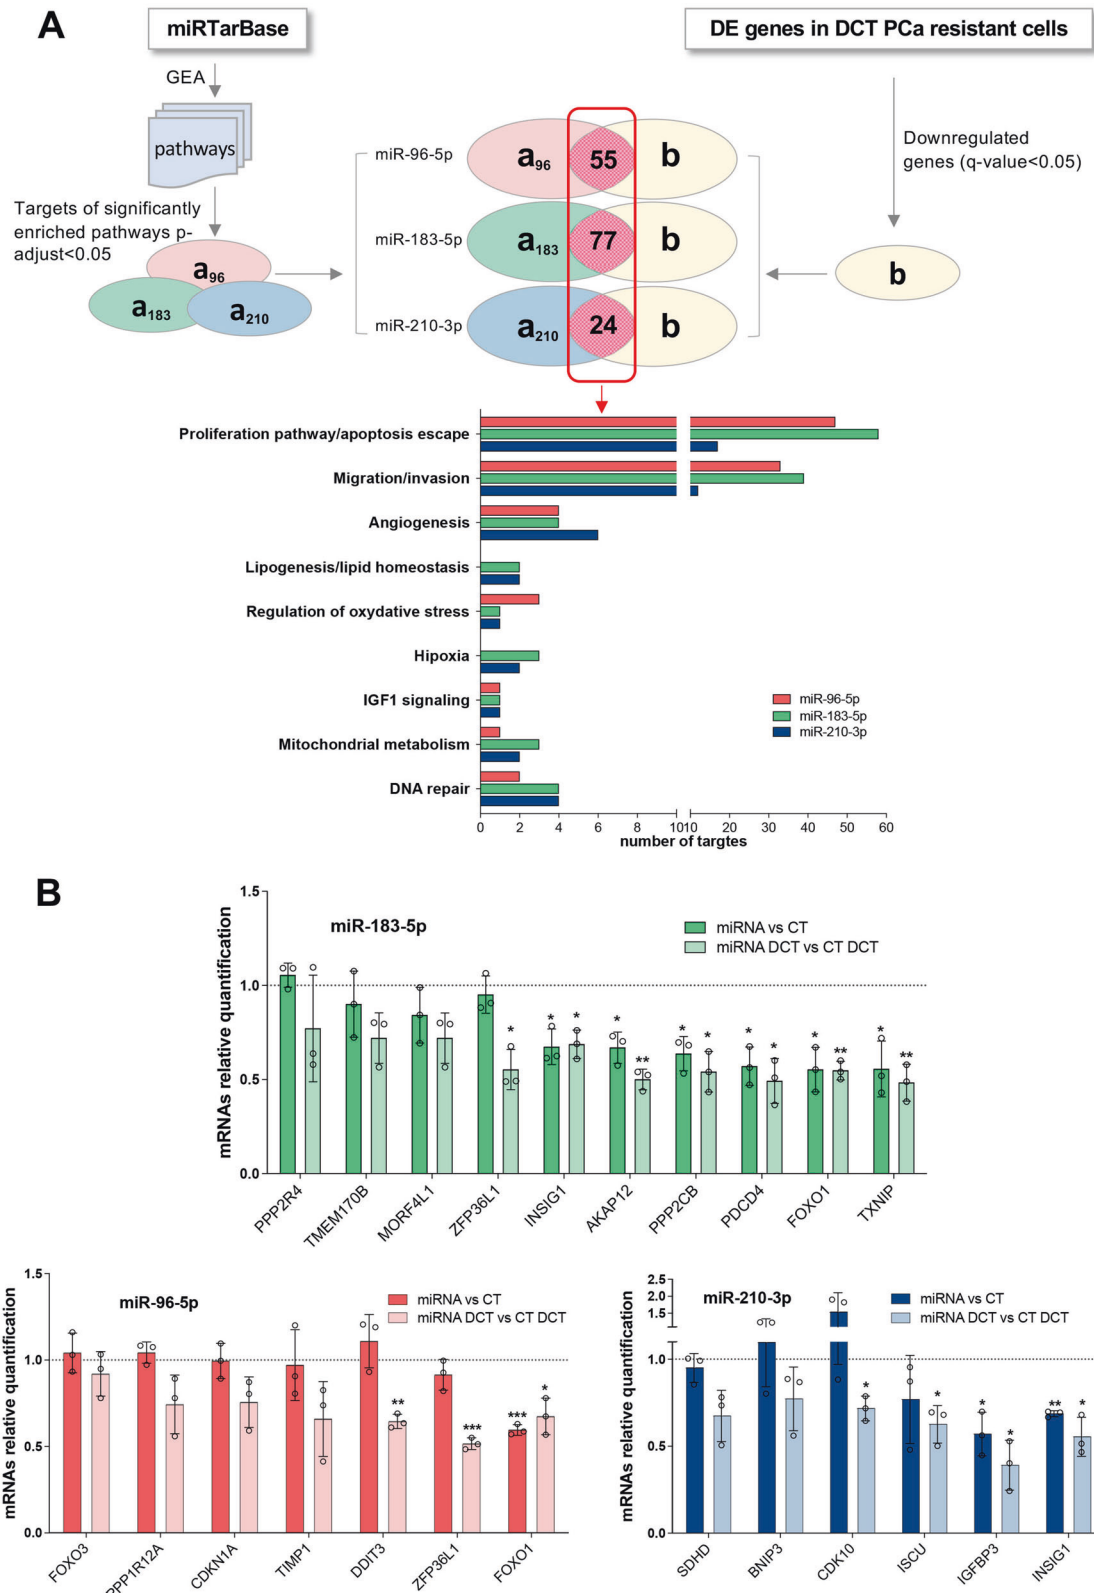 A
miRTarBase
DE genes in DCT PCa resistant cells
GEA
pathways
Targets of significantly
enriched pathways p-
adjust<0.05
a96
a183
a210
miR-96-5p
a96
55
b
miR-183-5p
a183
77
b
miR-210-3p
a210
24
b
Downregulated
genes (q-value<0.05)
b
Proliferation pathway/apoptosis escape
Migration/invasion
Angiogenesis
Lipogenesis/lipid homeostasis
Regulation of oxydative stress
Hipoxia
IGF1 signaling
Mitochondrial metabolism
DNA repair
miR-96-5p
miR-183-5p
miR-210-3p
0 2 4 6 8 10 10 20 30 40 50 60
number of targtes
B
mRNAs relative quantification
1.5
1.0
0.5
0.0
miR-183-5p
miRNA vs CT
miRNA DCT vs CT DCT
* * * * ** * * * * * ** * **
PPP2R4 TMEM170B MORF4L1 ZFP36L1 INSIG1 AKAP12 PPP2CB PDCD4 FOXO1 TXNIP
mRNAs relative quantification
1.5
1.0
0.5
0.0
miR-96-5p
miRNA vs CT
miRNA DCT vs CT DCT
** *** *** *
FOXO3 PPP1R12A CDKN1A TIMP1 DDIT3 ZFP36L1 FOXO1
mRNAs relative quantification
2.5
2.0
1.5
1.0
0.5
0.0
miR-210-3p
miRNA vs CT
miRNA DCT vs CT DCT
* * * * ** *
SDHD BNIP3 CDK10 ISCU IGFBP3 INSIG1